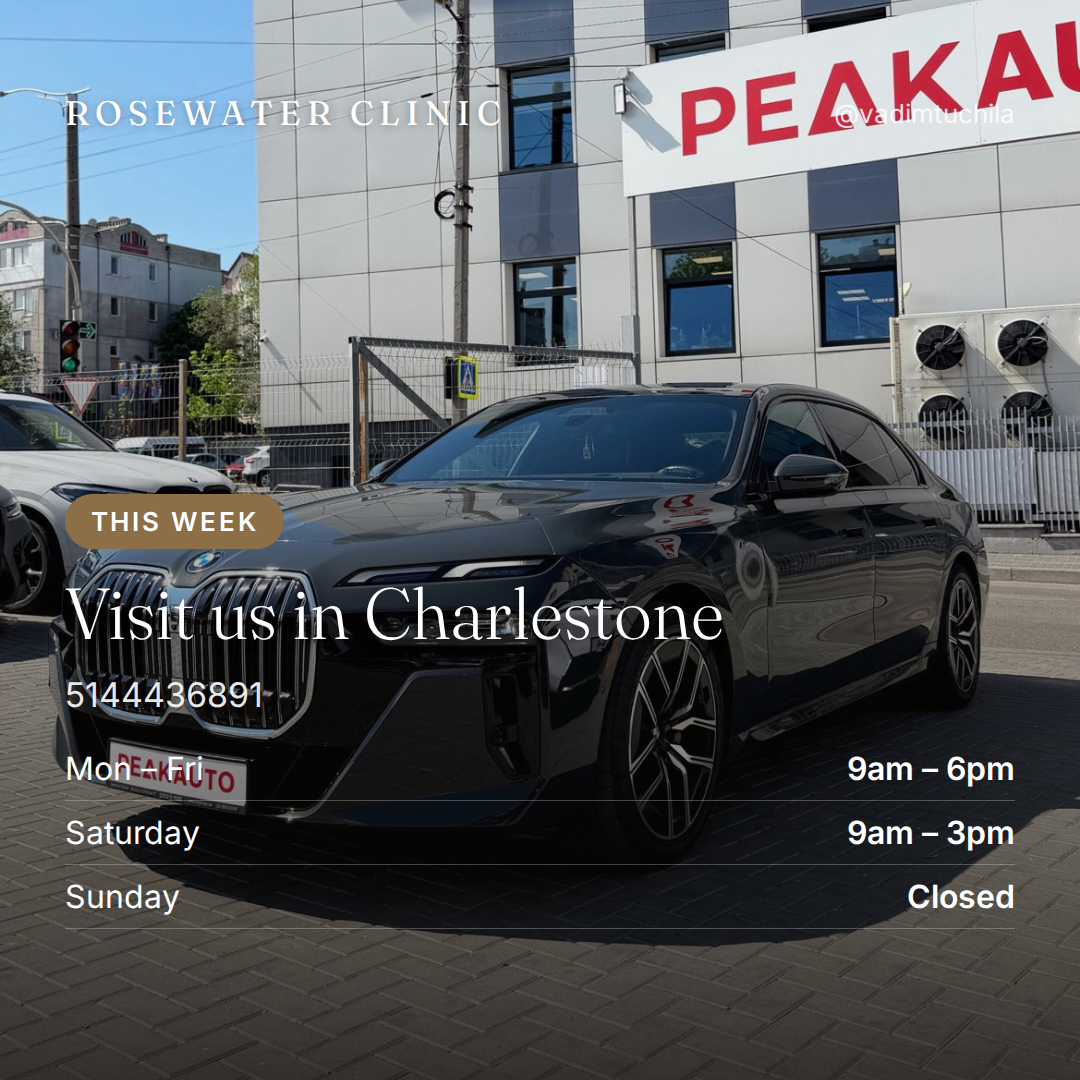 PEAKAU
ROSEWATER CLINIC
@vadimtuchila
THIS WEEK
Visit us in Charlestone
5144436891
PEAKAUTO
Mon – Fri
9am – 6pm
Saturday
9am – 3pm
Sunday
Closed